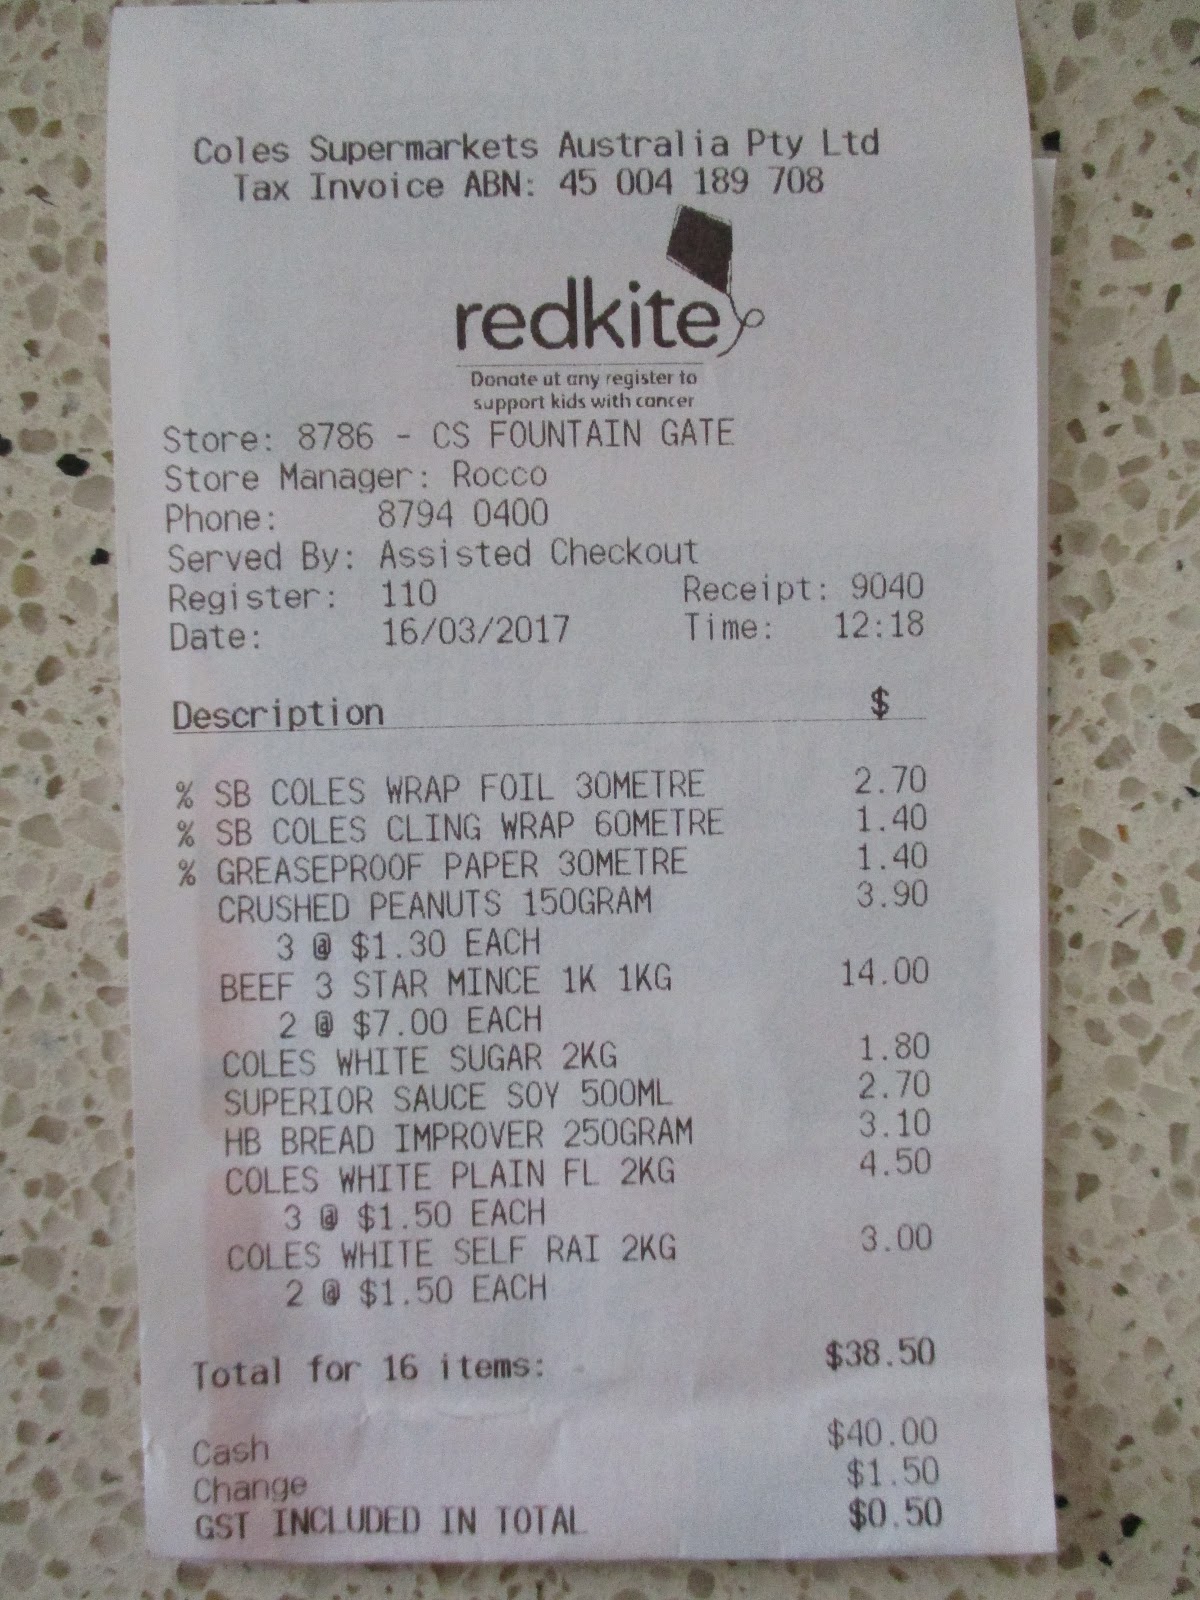 Coles Supermarkets Australia Pty Ltd
Tax Invoice ABN: 45 004 189 708
redkite
Donate at any register to
support kids with cancer
Store: 8786 - CS FOUNTAIN GATE
Store Manager: Rocco
Phone: 8794 0400
Served By: Assisted Checkout
Register: 110 Receipt: 9040
Date: 16/03/2017 Time: 12:18
Description $
% SB COLES WRAP FOIL 30METRE 2.70
% SB COLES CLING WRAP 60METRE 1.40
% GREASEPROOF PAPER 30METRE 1.40
CRUSHED PEANUTS 150GRAM 3.90
3 @ $1.30 EACH
BEEF 3 STAR MINCE 1K 1KG 14.00
2 @ $7.00 EACH
COLES WHITE SUGAR 2KG 1.80
SUPERIOR SAUCE SOY 500ML 2.70
HB BREAD IMPROVER 250GRAM 3.10
COLES WHITE PLAIN FL 2KG 4.50
3 @ $1.50 EACH
COLES WHITE SELF RAI 2KG 3.00
2 @ $1.50 EACH
Total for 16 items: $38.50
Cash $40.00
Change $1.50
GST INCLUDED IN TOTAL $0.50